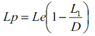 Lp = Le(1 - L₁/D)